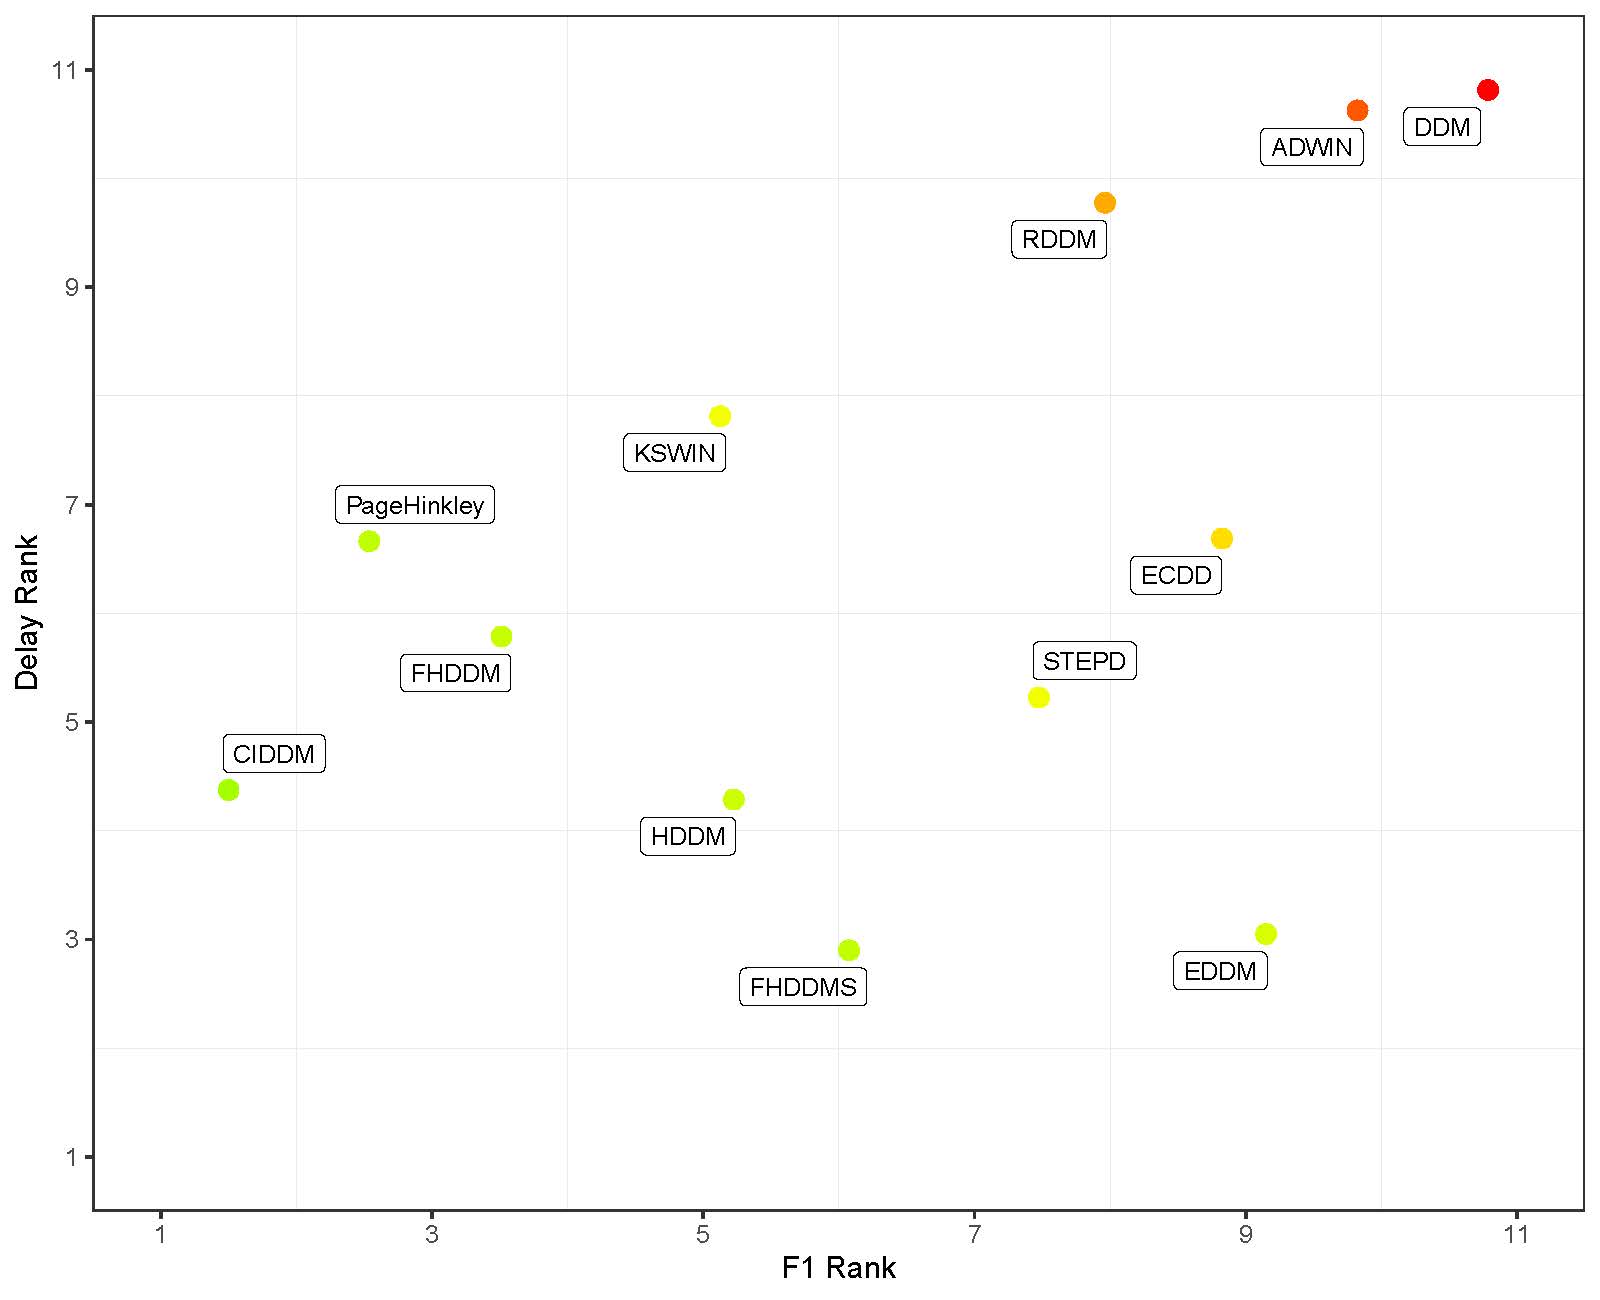 11
DDM
ADWIN
RDDM
9
KSWIN
PageHinkley
7
ECDD
STEPD
FHDDM
5
CIDDM
HDDM
3
EDDM
FHDDMS
1
Delay Rank
1 3 5 7 9 11
F1 Rank